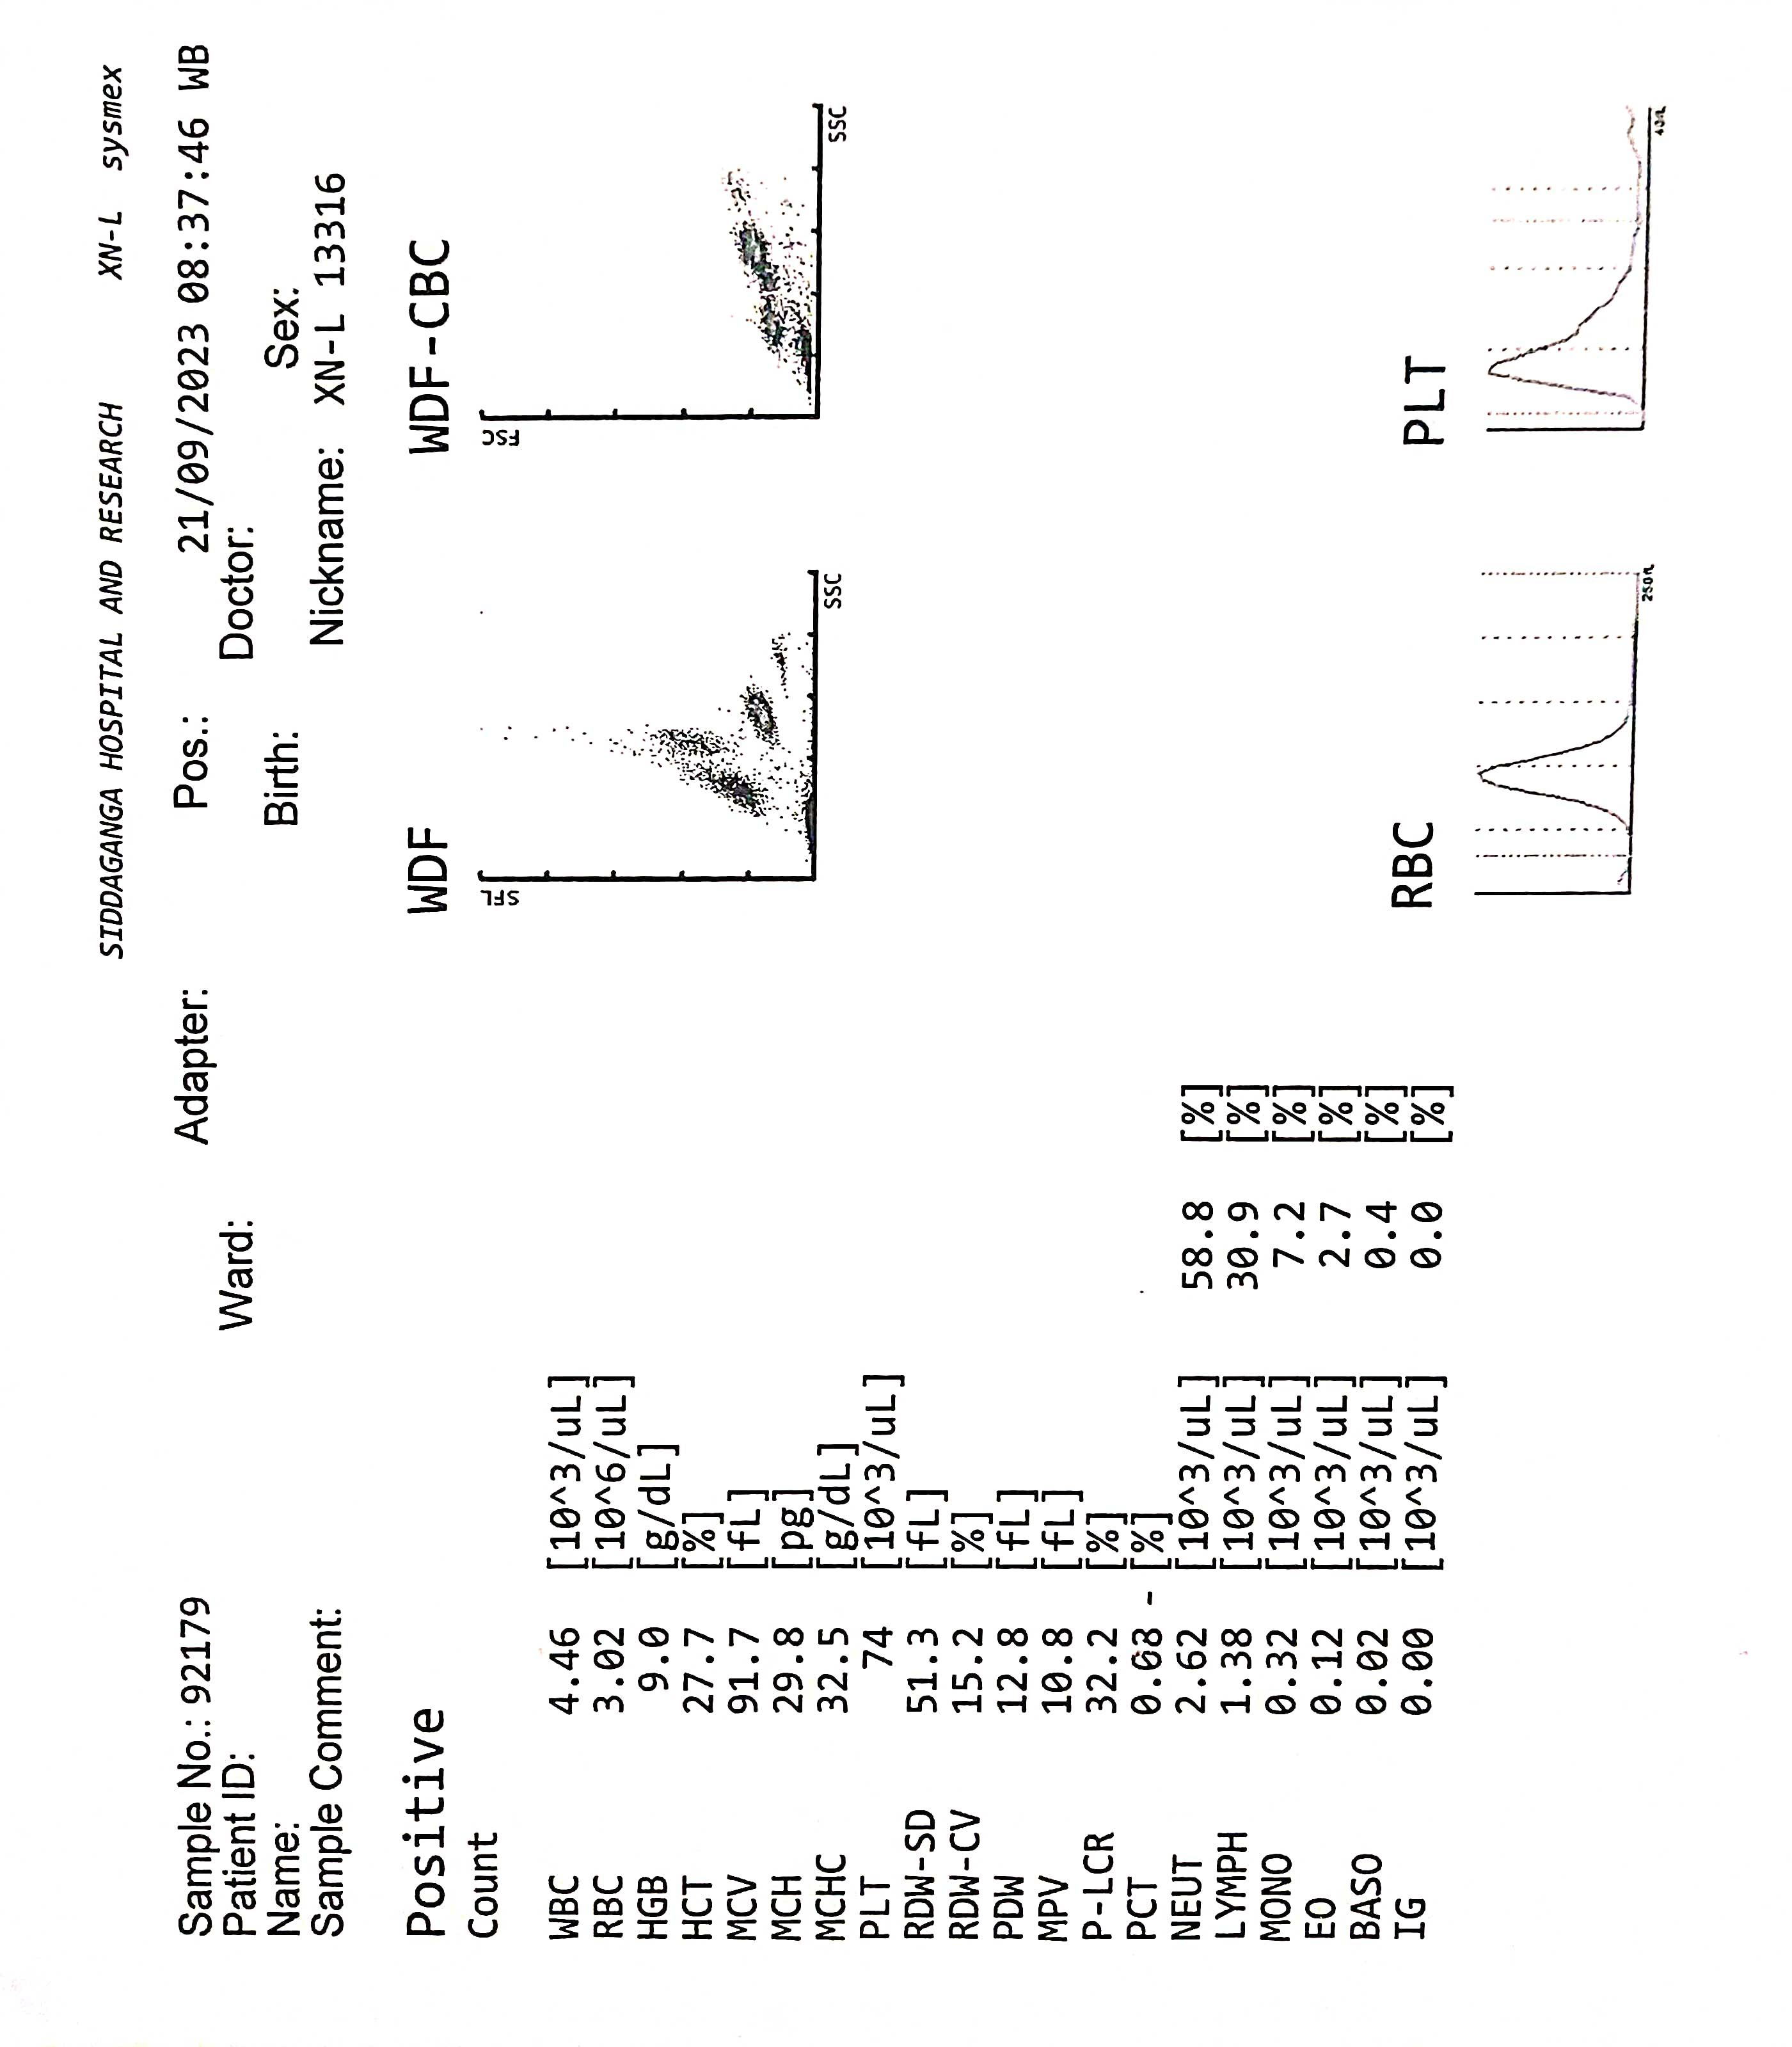 SIDDAGANGA HOSPITAL AND RESEARCH XN-L sysmex
Sample No.: 92179 Adapter: Pos.: 21/09/2023 08:37:46 WB
Patient ID: Ward: Doctor:
Name: Birth: Sex:
Sample Comment: Nickname: XN-L 13316
Positive WDF WDF-CBC
Count
SFL FSC
WBC 4.46 [10^3/uL]
RBC 3.02 [10^6/uL]
HGB 9.0 [g/dL]
HCT 27.7 [%]
MCV 91.7 [fL]
MCH 29.8 [pg]
MCHC 32.5 [g/dL]
SSC SSC
PLT 74 [10^3/uL]
RDW-SD 51.3 [fL]
RDW-CV 15.2 [%]
PDW 12.8 [fL]
MPV 10.8 [fL]
P-LCR 32.2 [%]
PCT 0.08 - [%]
NEUT 2.62 [10^3/uL] 58.8 [%]
LYMPH 1.38 [10^3/uL] 30.9 [%]
MONO 0.32 [10^3/uL] 7.2 [%]
EO 0.12 [10^3/uL] 2.7 [%]
BASO 0.02 [10^3/uL] 0.4 [%]
IG 0.00 [10^3/uL] 0.0 [%]
RBC PLT
250fL 40fL